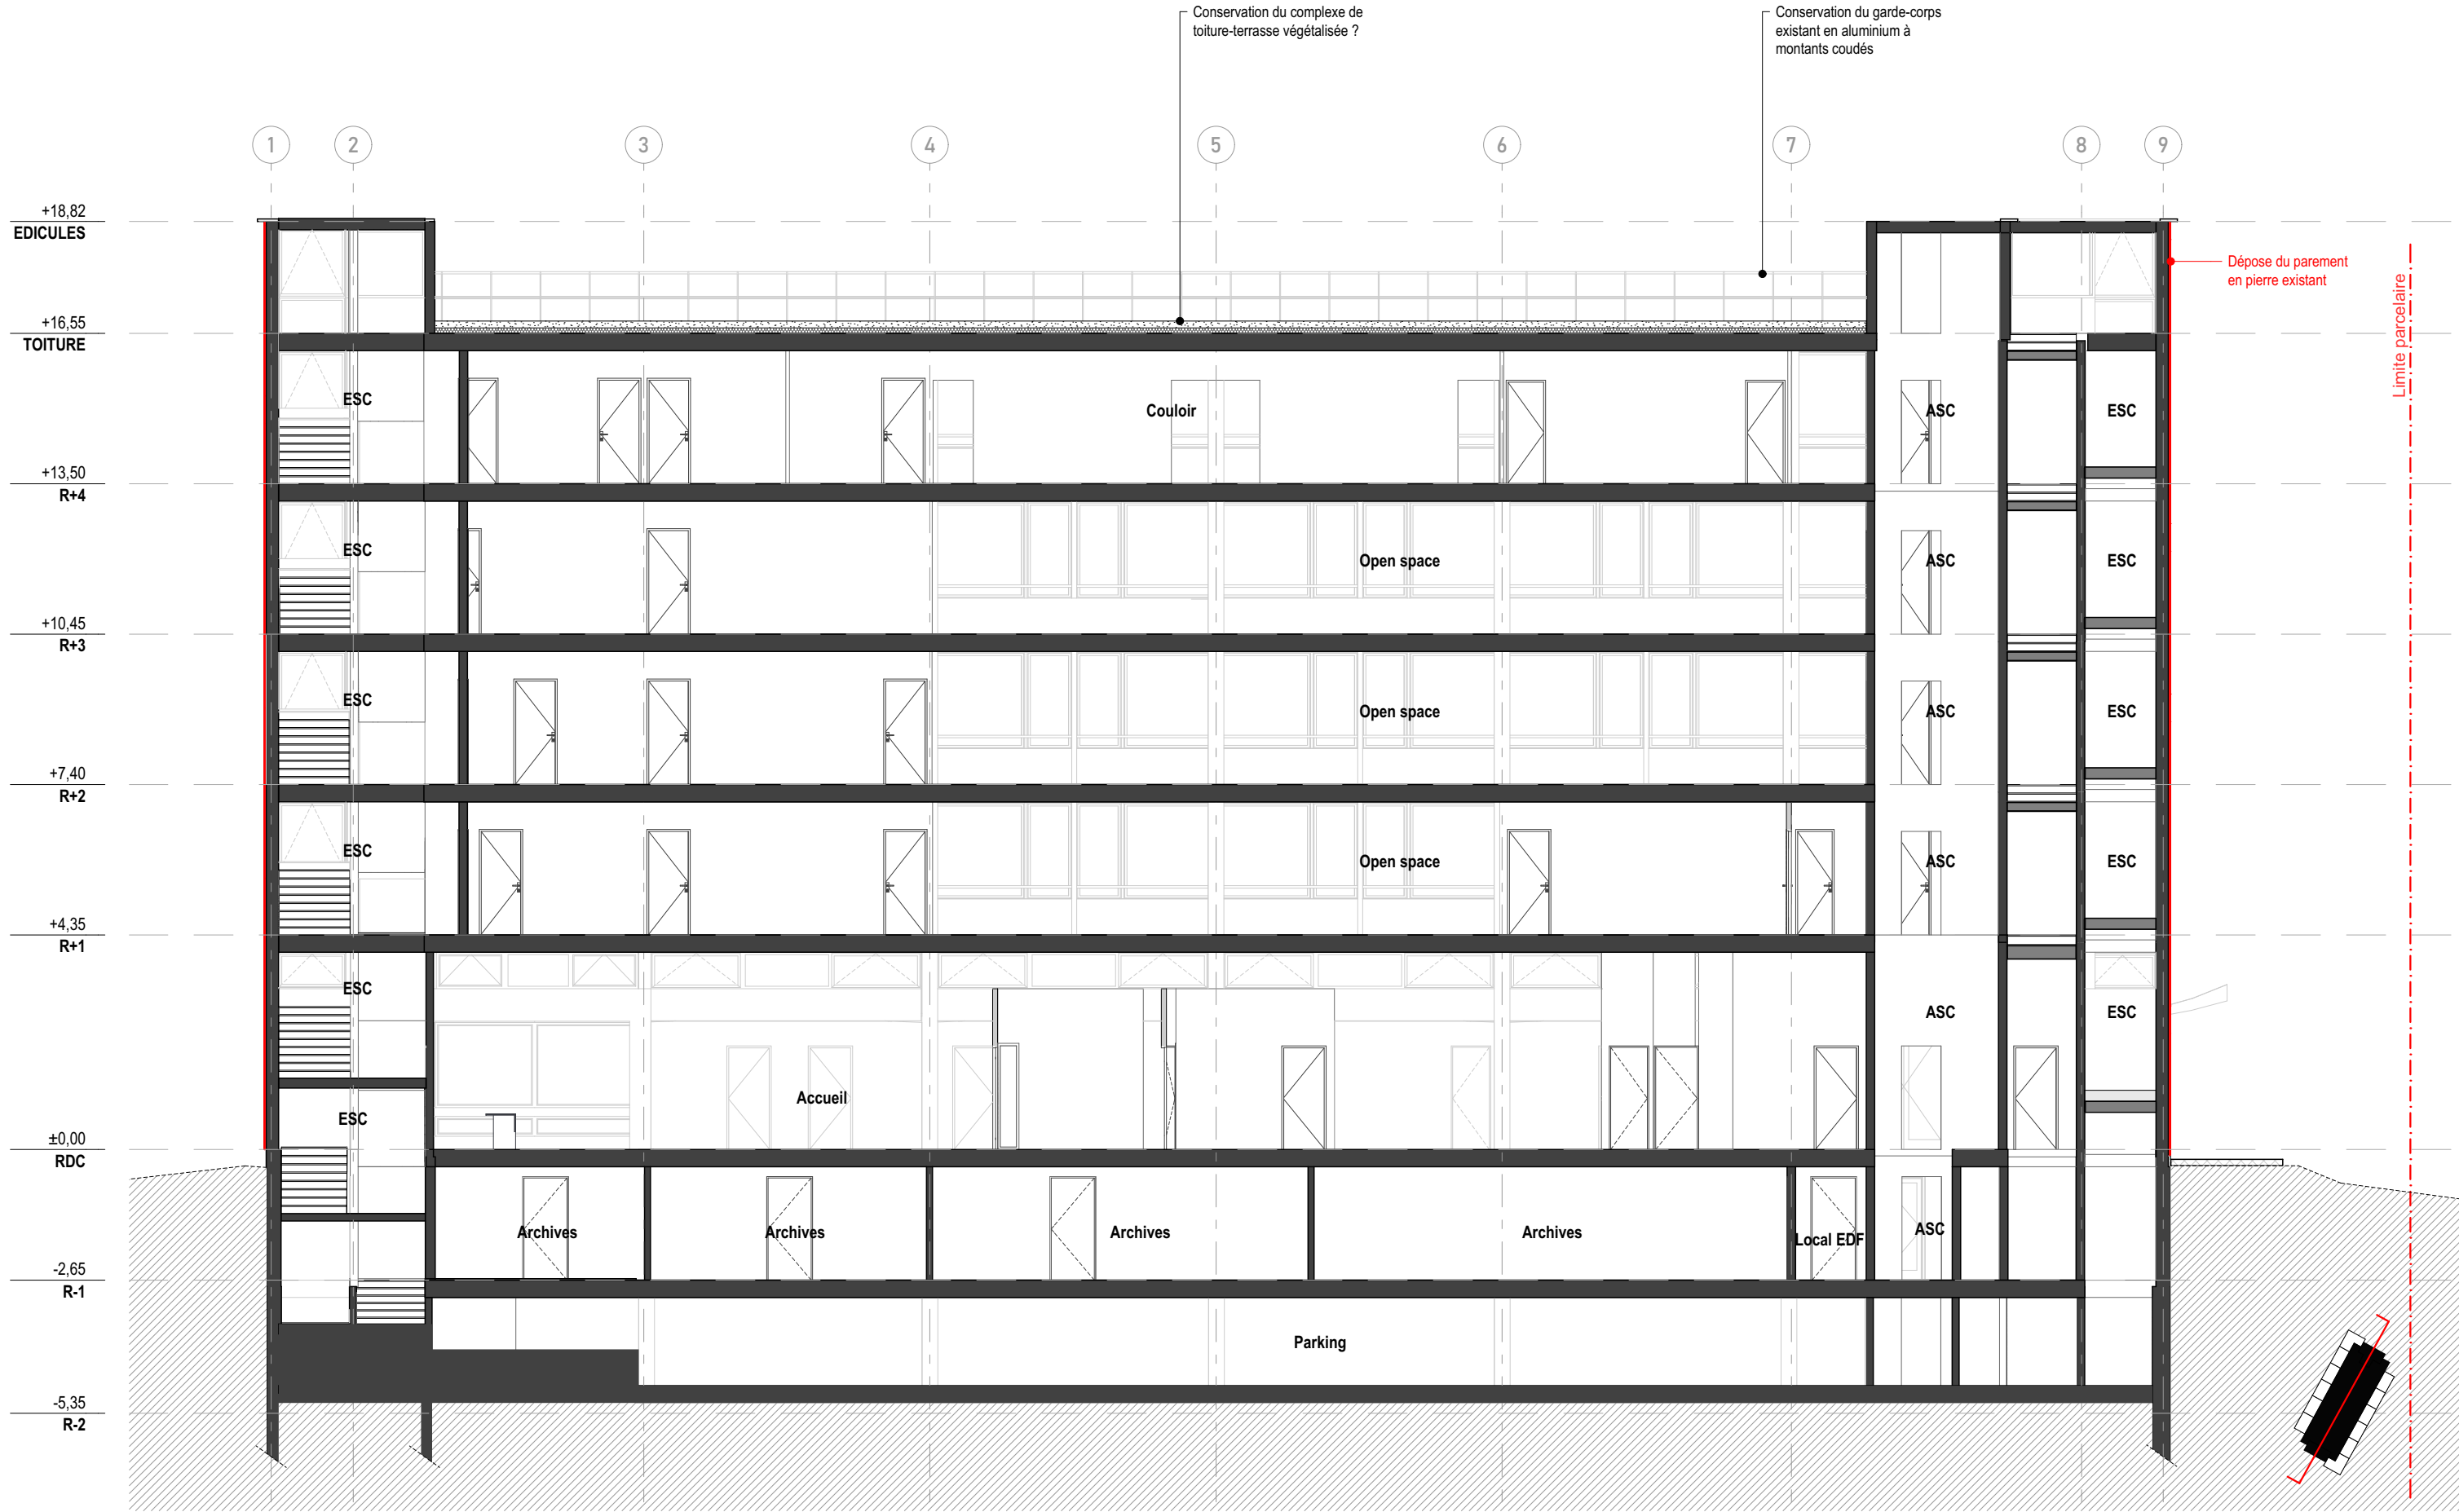 Conservation du complexe de
toiture-terrasse végétalisée ?
Conservation du garde-corps
existant en aluminium à
montants coudés
1
2
3
4
5
6
7
8
9
+18,82
EDICULES
Dépose du parement
en pierre existant
Limite parcelaire
+16,55
TOITURE
ESC
Couloir
ASC
ESC
+13,50
R+4
ESC
Open space
ASC
ESC
+10,45
R+3
ESC
Open space
ASC
ESC
+7,40
R+2
ESC
Open space
ASC
ESC
+4,35
R+1
ESC
ASC
ESC
Accueil
ESC
±0,00
RDC
Archives
Archives
Archives
Archives
Local EDF
ASC
-2,65
R-1
Parking
-5,35
R-2